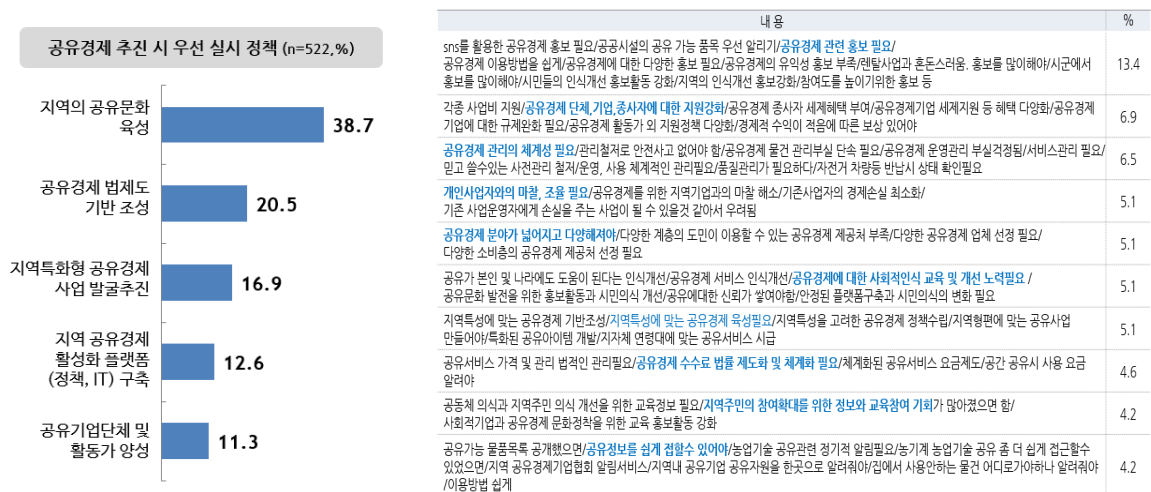 공유경제 추진 시 우선 실시 정책 (n=522,%)
지역의 공유문화
육성
38.7
공유경제 법제도
기반 조성
20.5
지역특화형 공유경제
사업 발굴추진
16.9
지역 공유경제
활성화 플랫폼
(정책, IT) 구축
12.6
공유기업단체 및
활동가 양성
11.3
내 용 %
sns를 활용한 공유경제 홍보 필요/공공시설의 공유 가능 품목 우선 알리기/공유경제 관련 홍보 필요/
공유경제 이용방법을 쉽게/공유경제에 대한 다양한 홍보 필요/공유경제의 유익성 홍보 부족/렌탈사업과 혼돈스러움. 홍보를 많이해야/시군에서
홍보를 많이해야/시민들의 인식개선 홍보활동 강화/지역의 인식개선 홍보강화/참여도를 높이기위한 홍보 등
13.4
각종 사업비 지원/공유경제 단체,기업,종사자에 대한 지원강화/공유경제 종사자 세제혜택 부여/공유경제기업 세제지원 등 혜택 다양화/공유경제
기업에 대한 규제완화 필요/공유경제 활동가 외 지원정책 다양화/경제적 수익이 적음에 따른 보상 있어야
6.9
공유경제 관리의 체계성 필요/관리철저로 안전사고 없어야 함/공유경제 물건 관리부실 단속 필요/공유경제 운영관리 부실걱정됨/서비스관리 필요/
믿고 쓸수있는 사전관리 철저/운영, 사용 체계적인 관리필요/품질관리가 필요하다/자전거 차량등 반납시 상태 확인필요
6.5
개인사업자와의 마찰, 조율 필요/공유경제를 위한 지역기업과의 마찰 해소/기존사업자의 경제손실 최소화/
기존 사업운영자에게 손실을 주는 사업이 될 수 있을것 같아서 우려됨
5.1
공유경제 분야가 넓어지고 다양해져야/다양한 계층의 도민이 이용할 수 있는 공유경제 제공처 부족/다양한 공유경제 업체 선정 필요/
다양한 소비층의 공유경제 제공처 선정 필요
5.1
공유가 본인 및 나라에도 도움이 된다는 인식개선/공유경제 서비스 인식개선/공유경제에 대한 사회적인식 교육 및 개선 노력필요 /
공유문화 발전을 위한 홍보활동과 시민의식 개선/공유에대한 신뢰가 쌓여야함/안정된 플랫폼구축과 시민의식의 변화 필요
5.1
지역특성에 맞는 공유경제 기반조성/지역특성에 맞는 공유경제 육성필요/지역특성을 고려한 공유경제 정책수립/지역형편에 맞는 공유사업
만들어야/특화된 공유아이템 개발/지자체 연령대에 맞는 공유서비스 시급
5.1
공유서비스 가격 및 관리 법적인 관리필요/공유경제 수수료 법률 제도화 및 체계화 필요/체계화된 공유서비스 요금제도/공간 공유시 사용 요금
알려야
4.6
공동체 의식과 지역주민 의식 개선을 위한 교육정보 필요/지역주민의 참여확대를 위한 정보와 교육참여 기회가 많아졌으면 함/
사회적기업과 공유경제 문화정착을 위한 교육 홍보활동 강화
4.2
공유가능 물품목록 공개했으면/공유정보를 쉽게 접할수 있어야/농업기술 공유관련 정기적 알림필요/농기계 농업기술 공유 좀 더 쉽게 접근할수
있었으면/지역 공유경제기업협회 알림서비스/지역내 공유기업 공유자원을 한곳으로 알려줘야/집에서 사용안하는 물건 어디로가야하나 알려줘야
/이용방법 쉽게
4.2